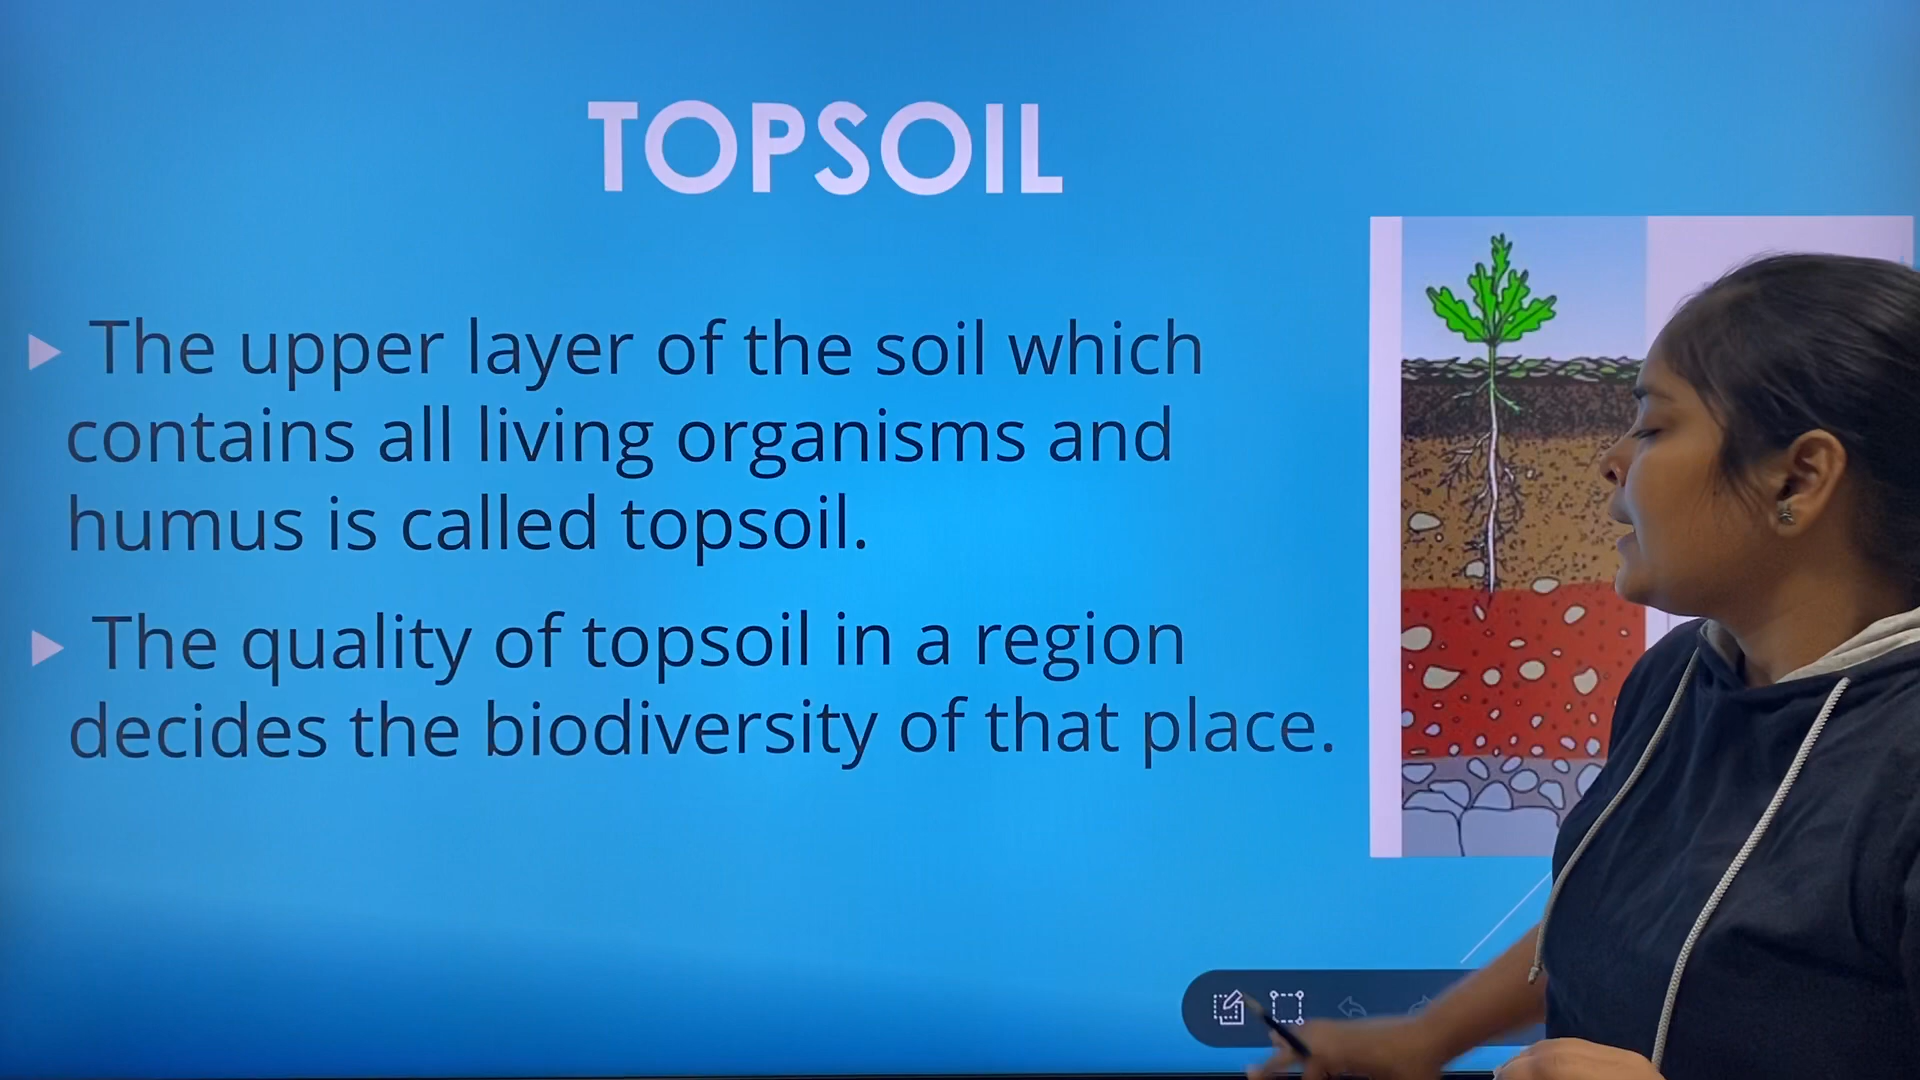 TOPSOIL
The upper layer of the soil which
contains all living organisms and
humus is called topsoil.
The quality of topsoil in a region
decides the biodiversity of that place.